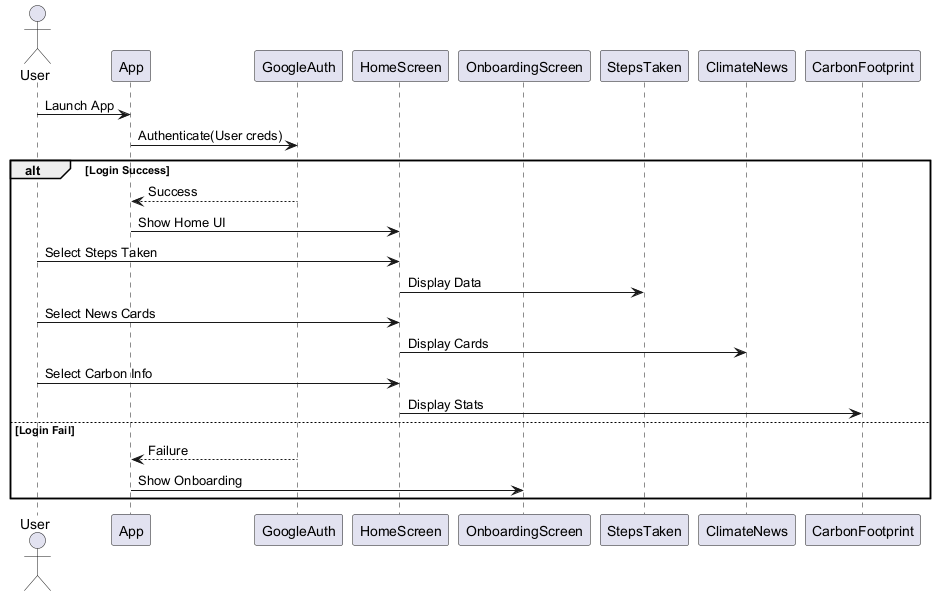 User
App
GoogleAuth
HomeScreen
OnboardingScreen
StepsTaken
ClimateNews
CarbonFootprint
Launch App
Authenticate(User creds)
alt
[Login Success]
Success
Show Home UI
Select Steps Taken
Display Data
Select News Cards
Display Cards
Select Carbon Info
Display Stats
[Login Fail]
Failure
Show Onboarding
User
App
GoogleAuth
HomeScreen
OnboardingScreen
StepsTaken
ClimateNews
CarbonFootprint